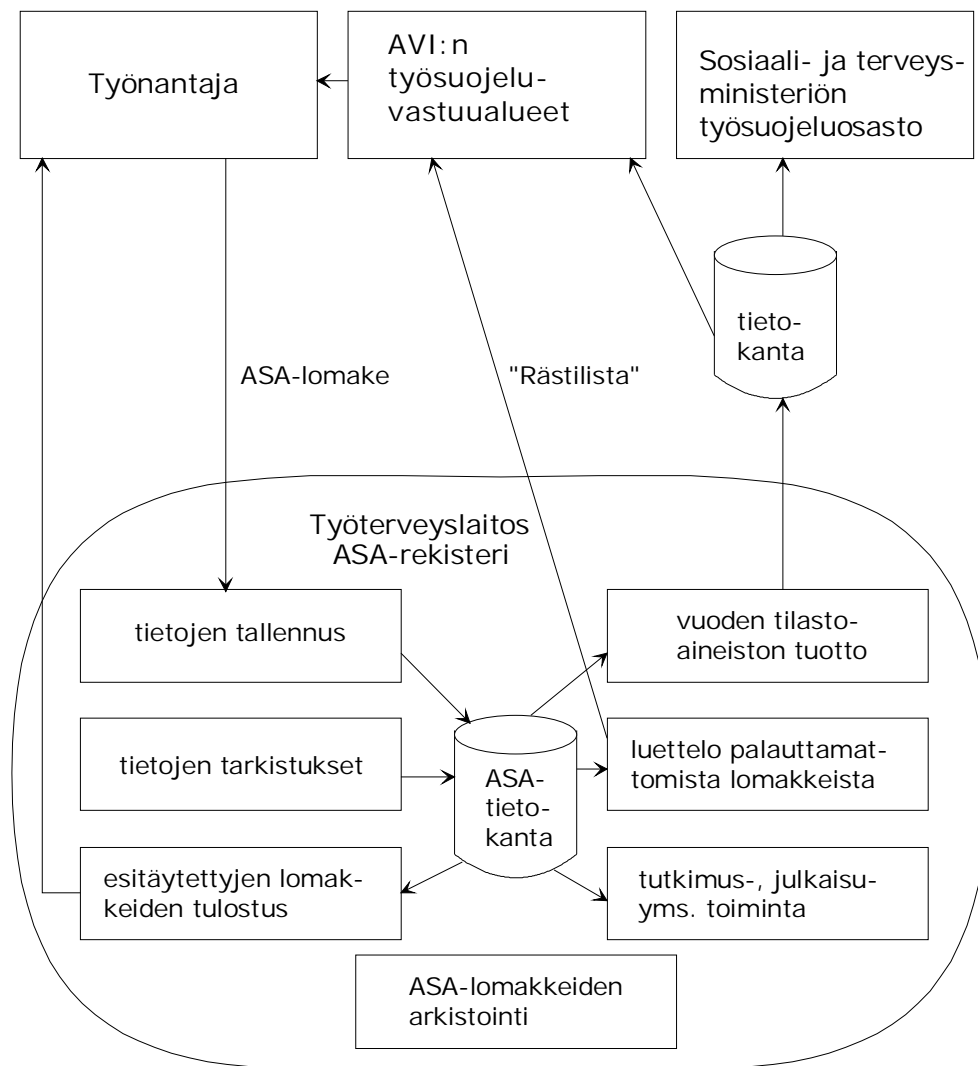 Työnantaja
AVI:n
työsuojelu-
vastuualueet
Sosiaali- ja terveys-
ministeriön
työsuojeluosasto
tieto-
kanta
ASA-lomake
"Rästilista"
Työterveyslaitos
ASA-rekisteri
tietojen tallennus
vuoden tilasto-
aineiston tuotto
tietojen tarkistukset
ASA-
tieto-
kanta
luettelo palauttamat-
tomista lomakkeista
esitäytettyjen lomak-
keiden tulostus
tutkimus-, julkaisu-
yms. toiminta
ASA-lomakkeiden
arkistointi